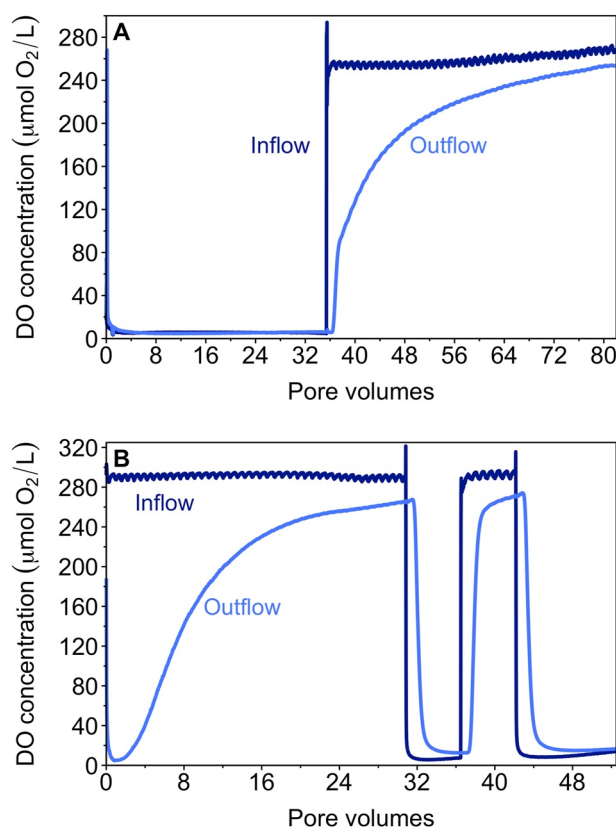 A
DO concentration (μmol O₂/L)
280
240
200
160
120
80
40
0
Inflow
Outflow
0 8 16 24 32 40 48 56 64 72 80
Pore volumes
B
DO concentration (μmol O₂/L)
320
280
240
200
160
120
80
40
0
Inflow
Outflow
0 8 16 24 32 40 48
Pore volumes